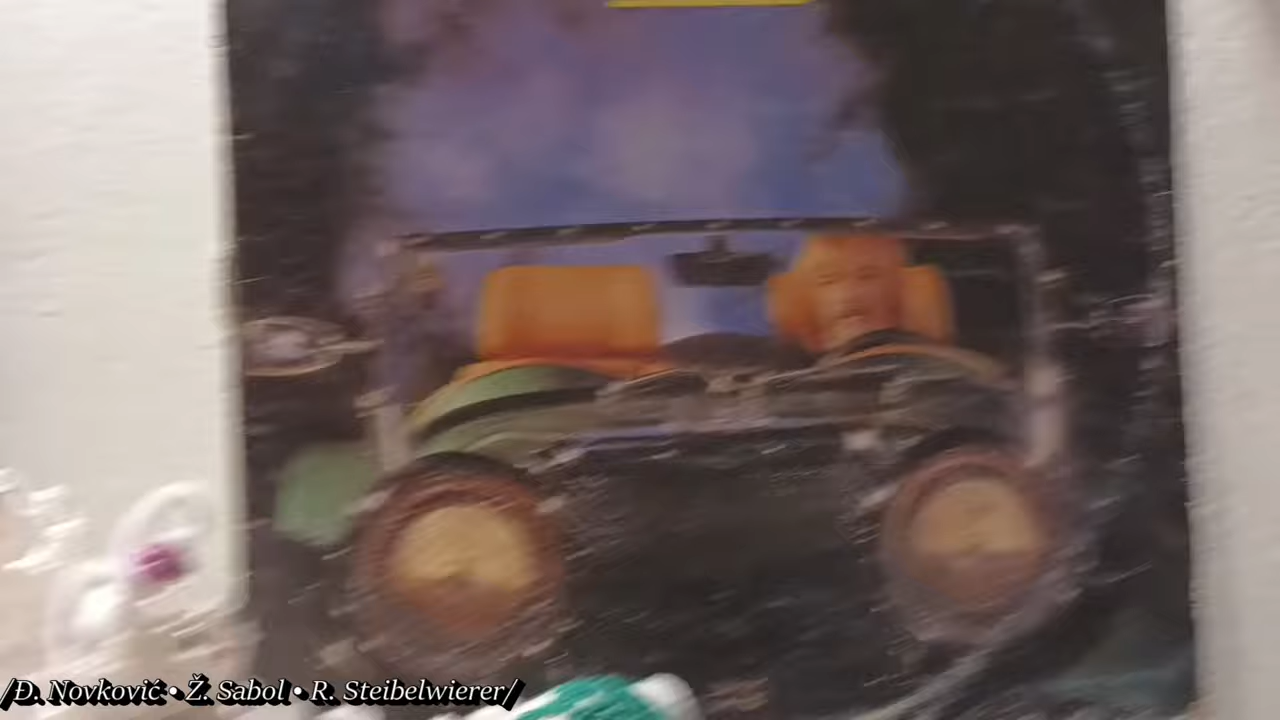 /Đ. Novković • Ž. Sabol • R. Steibelwierer/